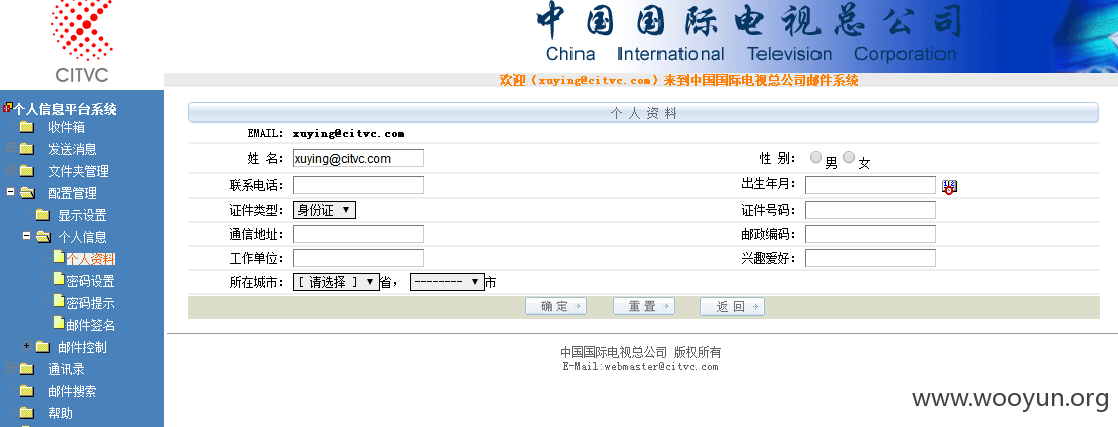 中国国际电视总公司
China International Television Corporation
CITVC
欢迎（xuying@citvc.com）来到中国国际电视总公司邮件系统
个人信息平台系统
收件箱
发送消息
文件夹管理
配置管理
显示设置
个人信息
个人资料
密码设置
密码提示
邮件签名
邮件控制
通讯录
邮件搜索
帮助
个人资料
EMAIL: xuying@citvc.com
姓 名: xuying@citvc.com 性 别: 男 女
联系电话: 出生年月:
证件类型: 身份证 证件号码:
通信地址: 邮政编码:
工作单位: 兴趣爱好:
所在城市: [ 请选择 ] 省, -------- 市
确 定 重 置 返 回
中国国际电视总公司 版权所有
E-Mail:webmaster@citvc.com
www.wooyun.org